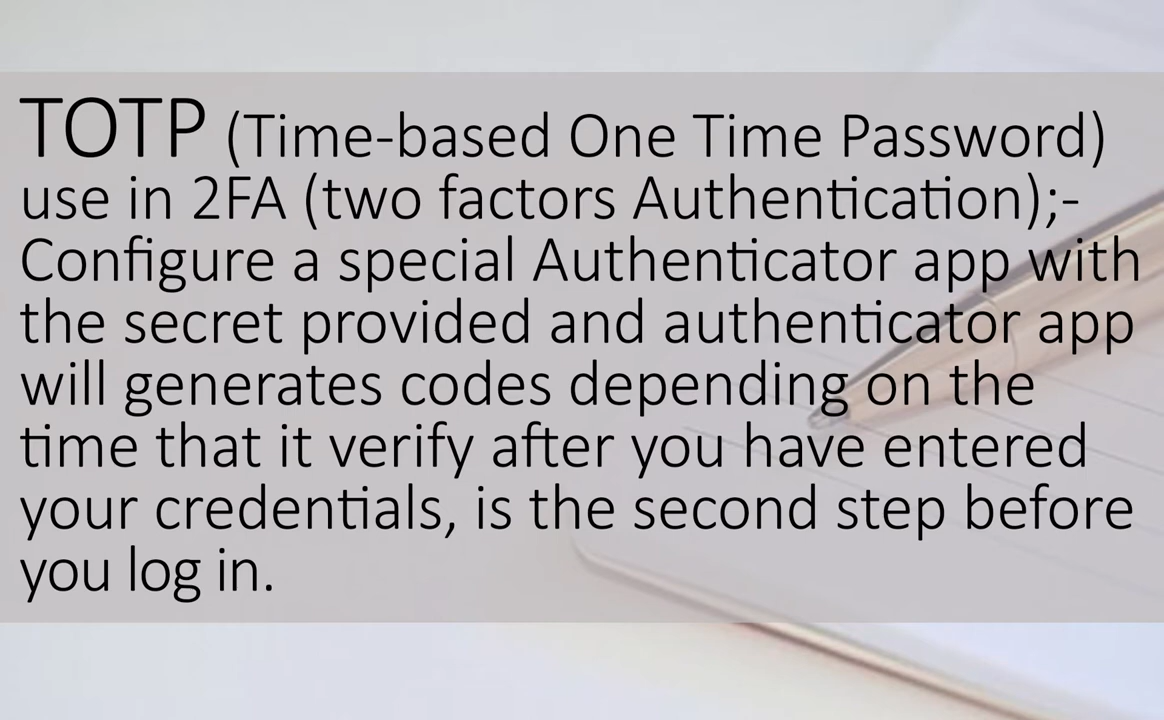 TOTP (Time-based One Time Password)
use in 2FA (two factors Authentication);-
Configure a special Authenticator app with
the secret provided and authenticator app
will generates codes depending on the
time that it verify after you have entered
your credentials, is the second step before
you log in.